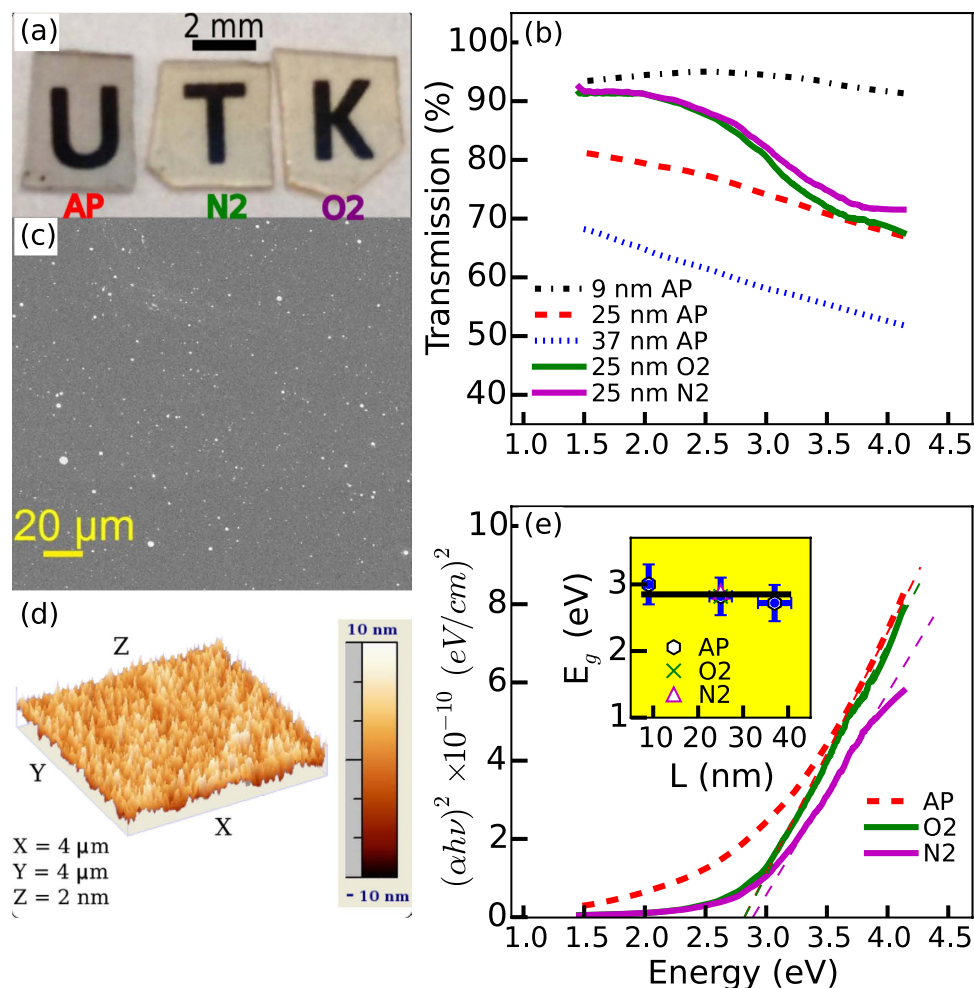 (a)
2 mm
U T K
AP N2 O2
(b)
Transmission (%)
100
90
80
70
60
50
40
9 nm AP
25 nm AP
37 nm AP
25 nm O2
25 nm N2
1.0 1.5 2.0 2.5 3.0 3.5 4.0 4.5
(c)
20 μm
(d)
Z
Y
X
X = 4 μm
Y = 4 μm
Z = 2 nm
10 nm
- 10 nm
(e)
(αhν)² ×10⁻¹⁰ (eV/cm)²
10
8
6
4
2
0
E_g (eV)
3
2
1
AP
O2
N2
10 20 30 40
L (nm)
AP
O2
N2
1.0 1.5 2.0 2.5 3.0 3.5 4.0 4.5
Energy (eV)